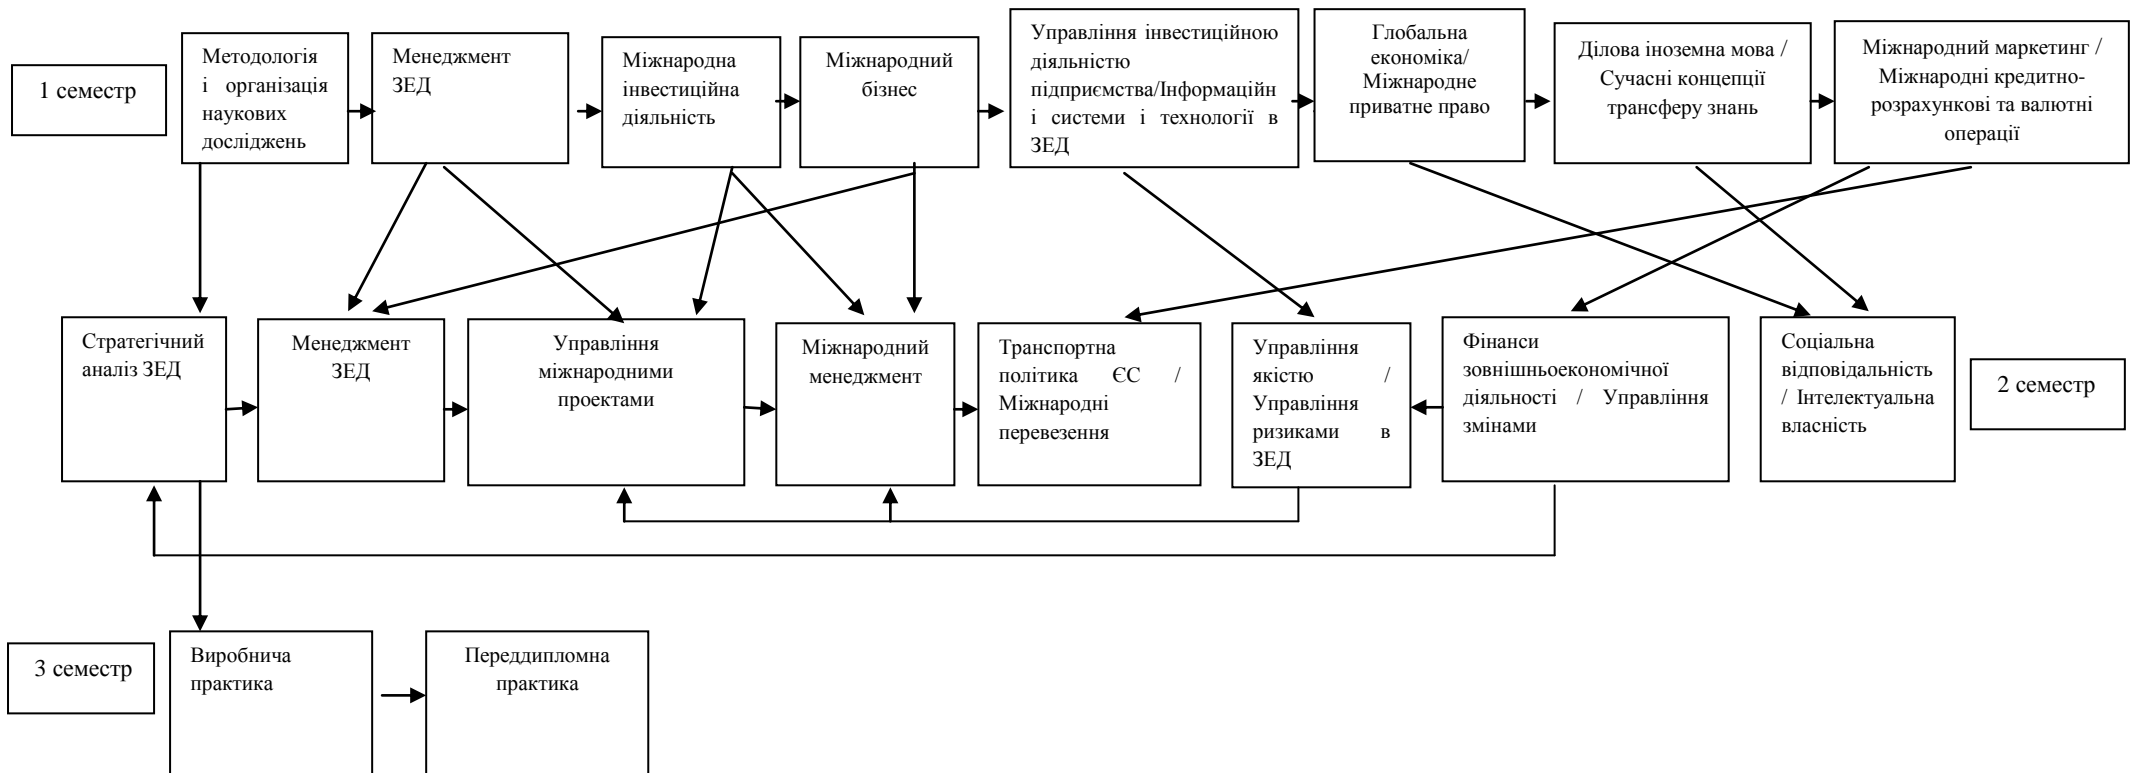 1 семестр
Методологія
і організація
наукових
досліджень
Менеджмент
ЗЕД
Міжнародна
інвестиційна
діяльність
Міжнародний
бізнес
Управління інвестиційною
діяльністю
підприємства/Інформаційн
і системи і технології в
ЗЕД
Глобальна
економіка/
Міжнародне
приватне право
Ділова іноземна мова /
Сучасні концепції
трансферу знань
Міжнародний маркетинг /
Міжнародні кредитно-
розрахункові та валютні
операції
Стратегічний
аналіз ЗЕД
Менеджмент
ЗЕД
Управління
міжнародними
проектами
Міжнародний
менеджмент
Транспортна
політика ЄС /
Міжнародні
перевезення
Управління
якістю /
Управління
ризиками в
ЗЕД
Фінанси
зовнішньоекономічної
діяльності / Управління
змінами
Соціальна
відповідальність
/ Інтелектуальна
власність
2 семестр
3 семестр
Виробнича
практика
Переддипломна
практика